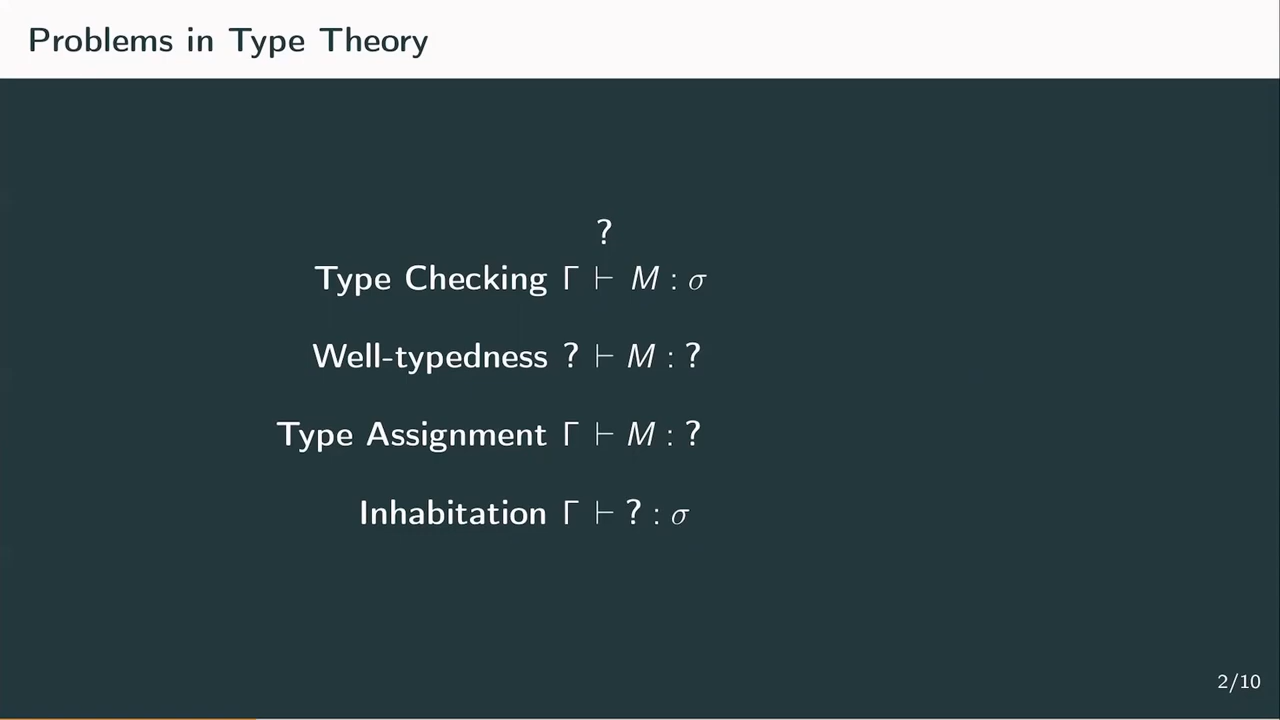 Problems in Type Theory
?
Type Checking Γ ⊢ M : σ
Well-typedness ? ⊢ M : ?
Type Assignment Γ ⊢ M : ?
Inhabitation Γ ⊢ ? : σ
2/10